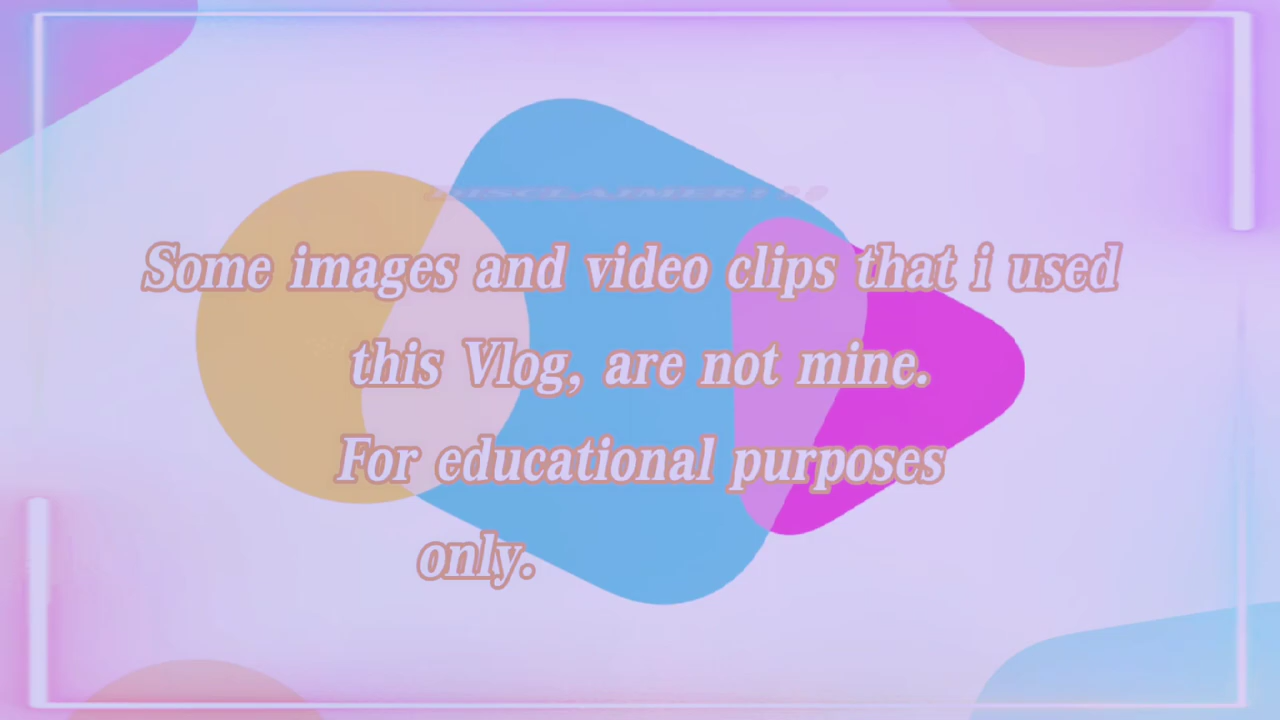 Some images and video clips that i used
this Vlog, are not mine.
For educational purposes
only.